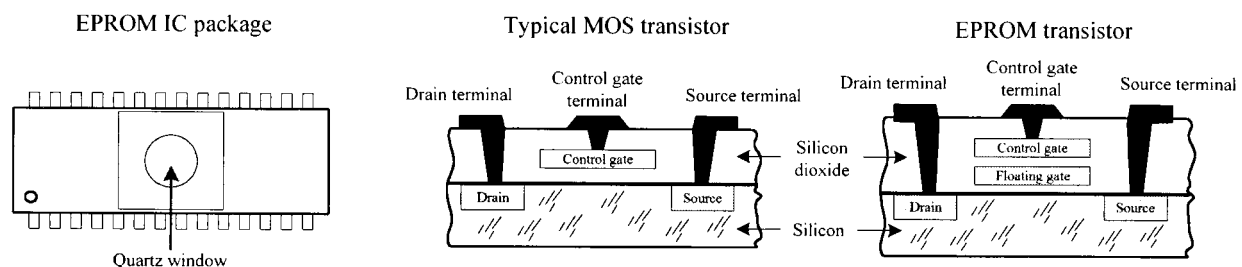 EPROM IC package
Quartz window
Typical MOS transistor
Drain terminal
Control gate
terminal
Source terminal
Control gate
Drain
Source
Silicon
dioxide
Silicon
EPROM transistor
Drain terminal
Control gate
terminal
Source terminal
Control gate
Floating gate
Drain
Source